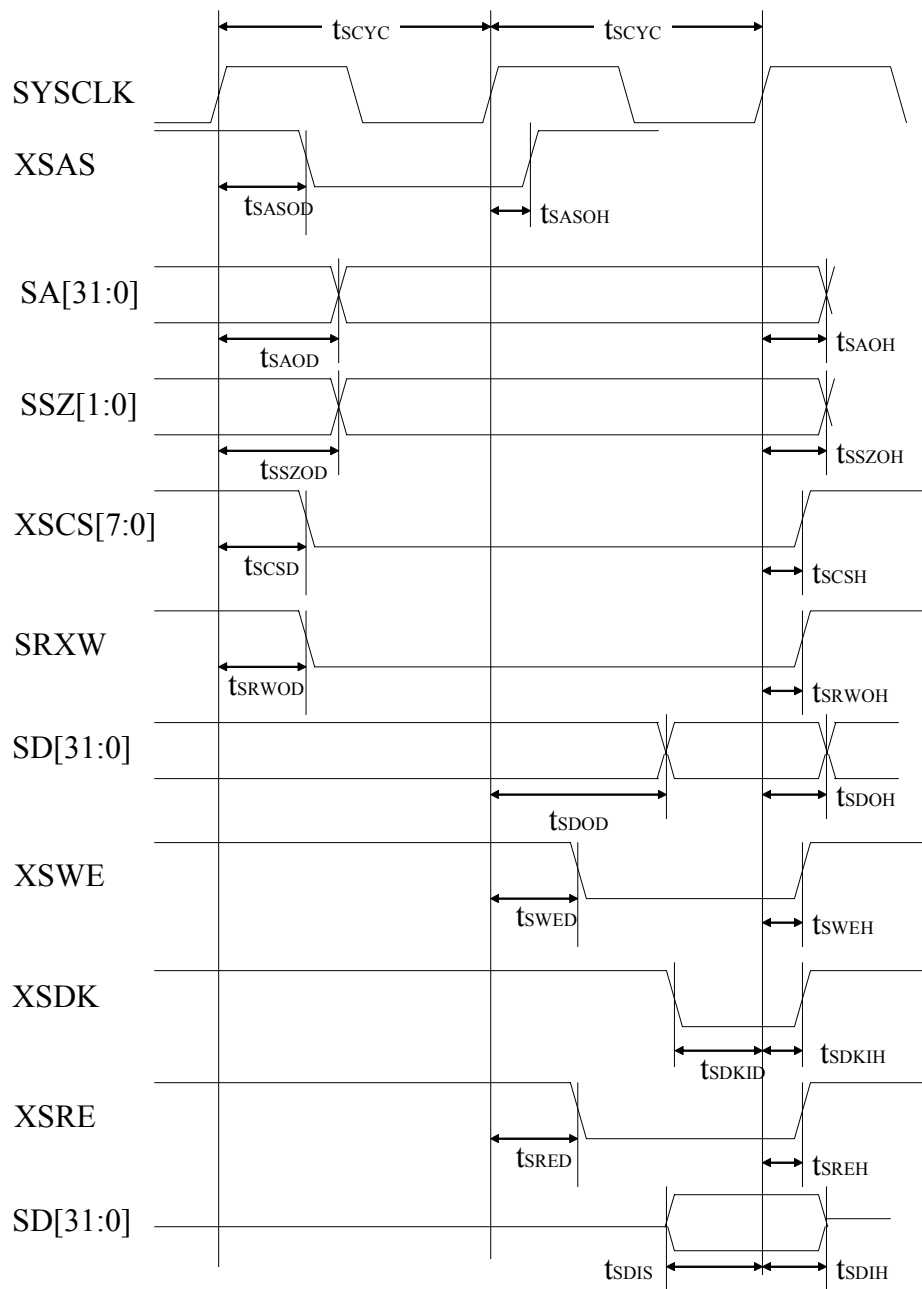 tSCYC tSCYC
SYSCLK
XSAS
tSASOD tSASOH
SA[31:0]
tSAOD tSAOH
SSZ[1:0]
tSSZOD tSSZOH
XSCS[7:0]
tSCSD tSCSH
SRXW
tSRWOD tSRWOH
SD[31:0]
tSDOD tSDOH
XSWE
tSWED tSWEH
XSDK
tSDKID tSDKIH
XSRE
tSRED tSREH
SD[31:0]
tSDIS tSDIH